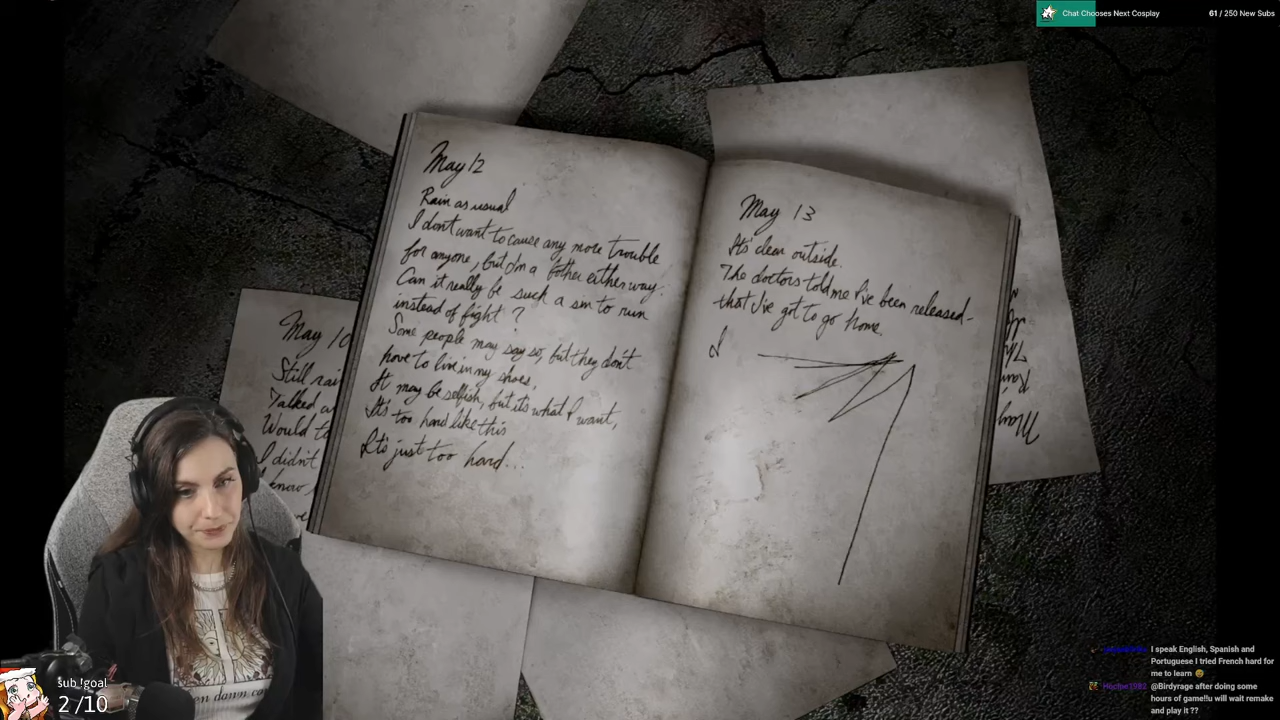 Chat Chooses Next Cosplay
61 / 250 New Subs
May 12
Rain as usual
I don't want to cause any more trouble
for anyone, but I'm a bother either way.
Can it really be such a sin to run
instead of fight?
Some people may say so, but they don't
have to live in my shoes.
It may be selfish, but it's what I want,
It's too hard like this
It's just too hard...
May 13
It's clear outside.
The doctors told me I've been released-
that I've got to go home.
I
May 10
Still rai
Talked a
Would to
I didn't
know,
sub !goal
2 /10
I speak English, Spanish and
Portuguese I tried French hard for
me to learn
@Birdyrage after doing some
hours of game!!u will wait remake
and play it ??